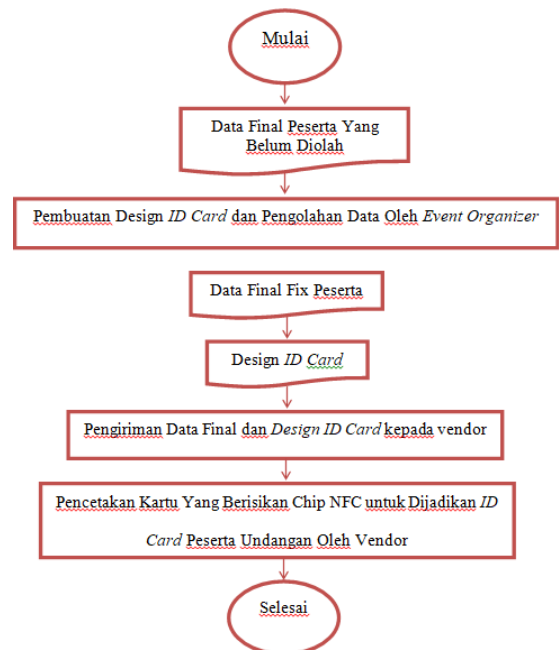 Mulai
Data Final Peserta Yang
Belum Diolah
Pembuatan Design ID Card dan Pengolahan Data Oleh Event Organizer
Data Final Fix Peserta
Design ID Card
Pengiriman Data Final dan Design ID Card kepada vendor
Pencetakan Kartu Yang Berisikan Chip NFC untuk Dijadikan ID
Card Peserta Undangan Oleh Vendor
Selesai